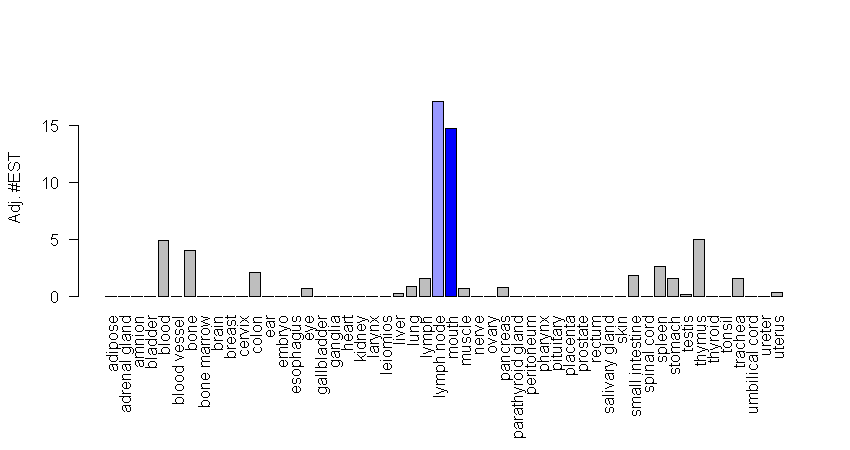 Adj. #EST
15
10
5
0
adipose
adrenal gland
amnion
bladder
blood
blood vessel
bone
bone marrow
brain
breast
cervix
colon
ear
embryo
esophagus
eye
gallbladder
ganglia
heart
kidney
larynx
leiomios
liver
lung
lymph
lymph node
mouth
muscle
nerve
ovary
pancreas
parathyroid gland
peritoneum
pharynx
pituitary
placenta
prostate
rectum
salivary gland
skin
small intestine
spinal cord
spleen
stomach
testis
thymus
thyroid
tonsil
trachea
umbilical cord
ureter
uterus